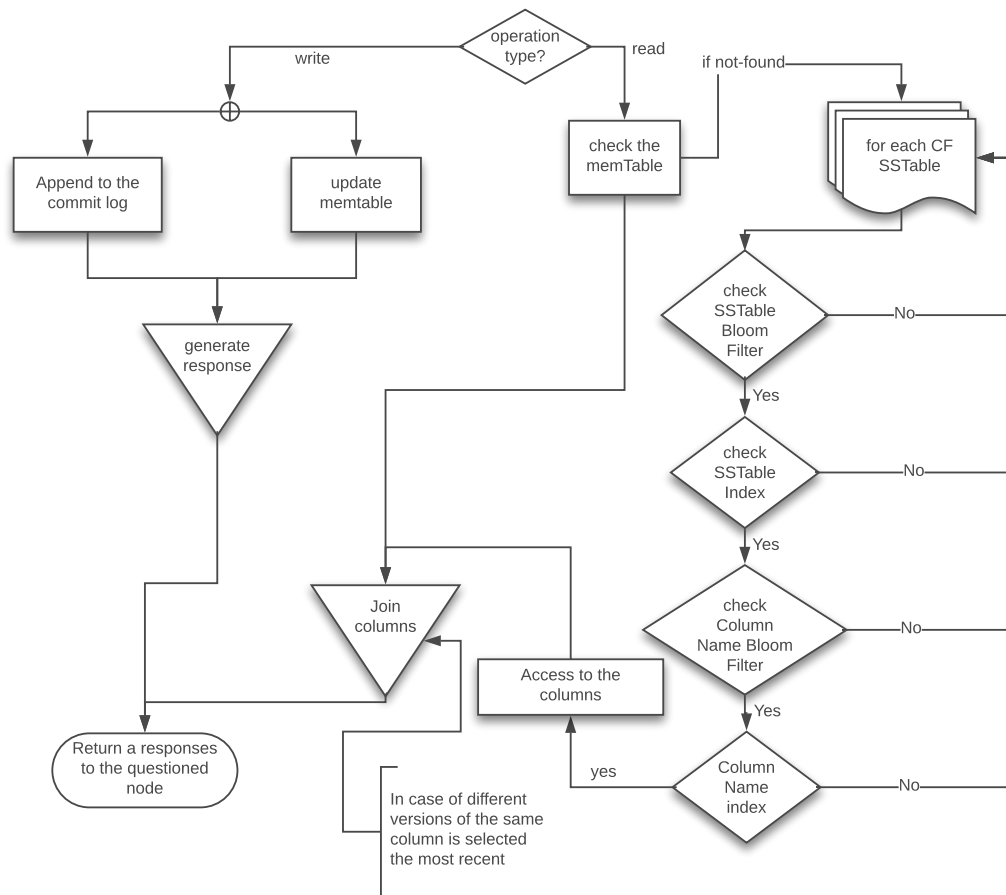 operation
type?
write
read
if not-found
for each CF
SSTable
check the
memTable
Append to the
commit log
update
memtable
generate
response
check
SSTable
Bloom
Filter
No
Yes
check
SSTable
Index
No
Yes
check
Column
Name Bloom
Filter
No
Yes
Join
columns
Access to the
columns
yes
Column
Name
index
No
Return a responses
to the questioned
node
In case of different
versions of the same
column is selected
the most recent